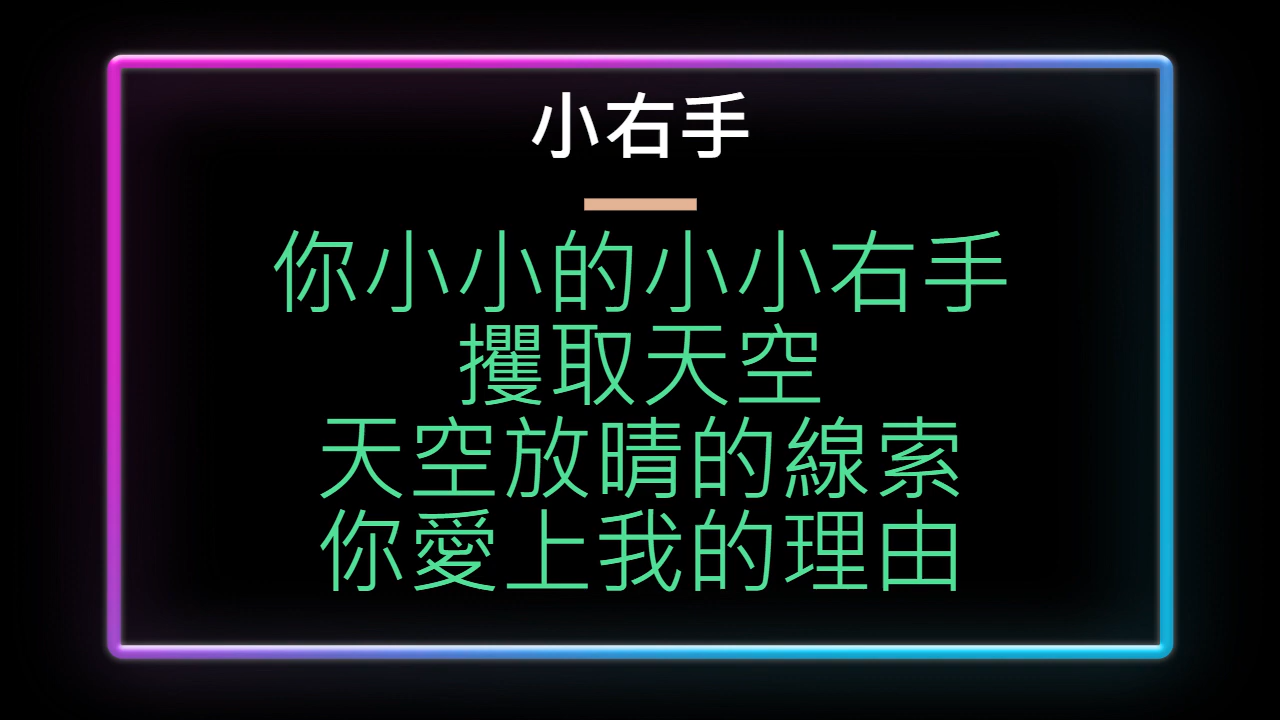 小右手
你小小的小小右手
攫取天空
天空放晴的線索
你愛上我的理由